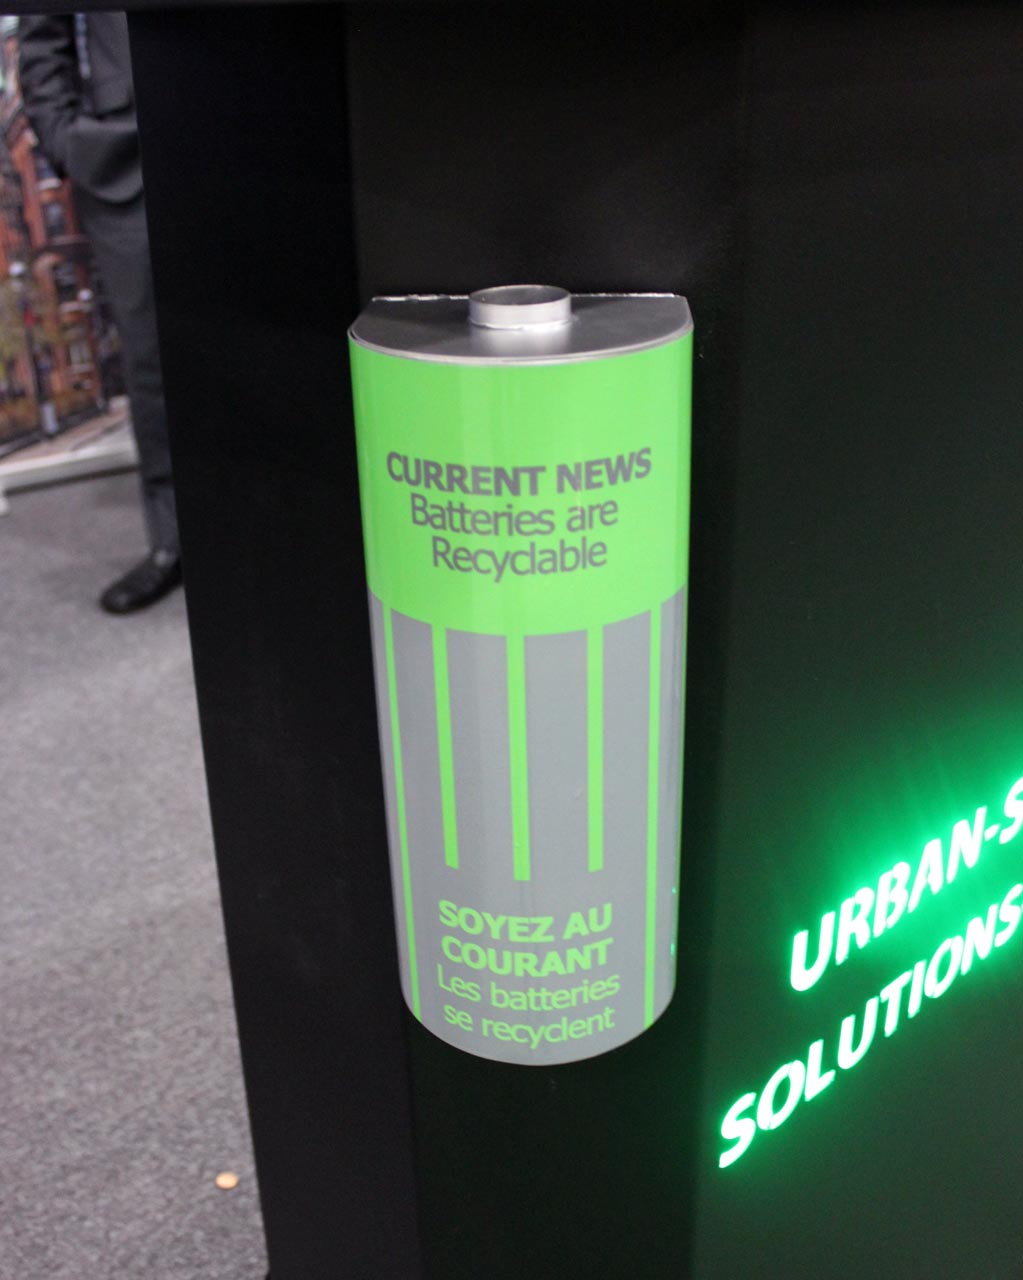 CURRENT NEWS
Batteries are
Recyclable
SOYEZ AU
COURANT
Les batteries
se recyclent
URBAN-S
SOLUTIONS